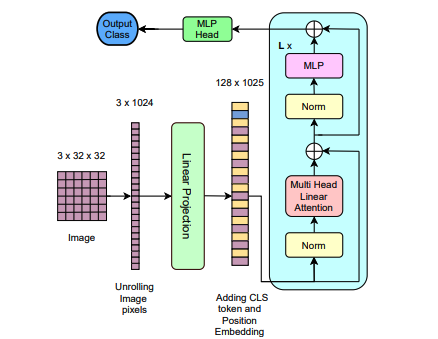 Output
Class
MLP
Head
L x
MLP
128 x 1025
3 x 1024
Norm
3 x 32 x 32
Linear Projection
Multi Head
Linear
Attention
Image
Norm
Unrolling
Image
pixels
Adding CLS
token and
Position
Embedding